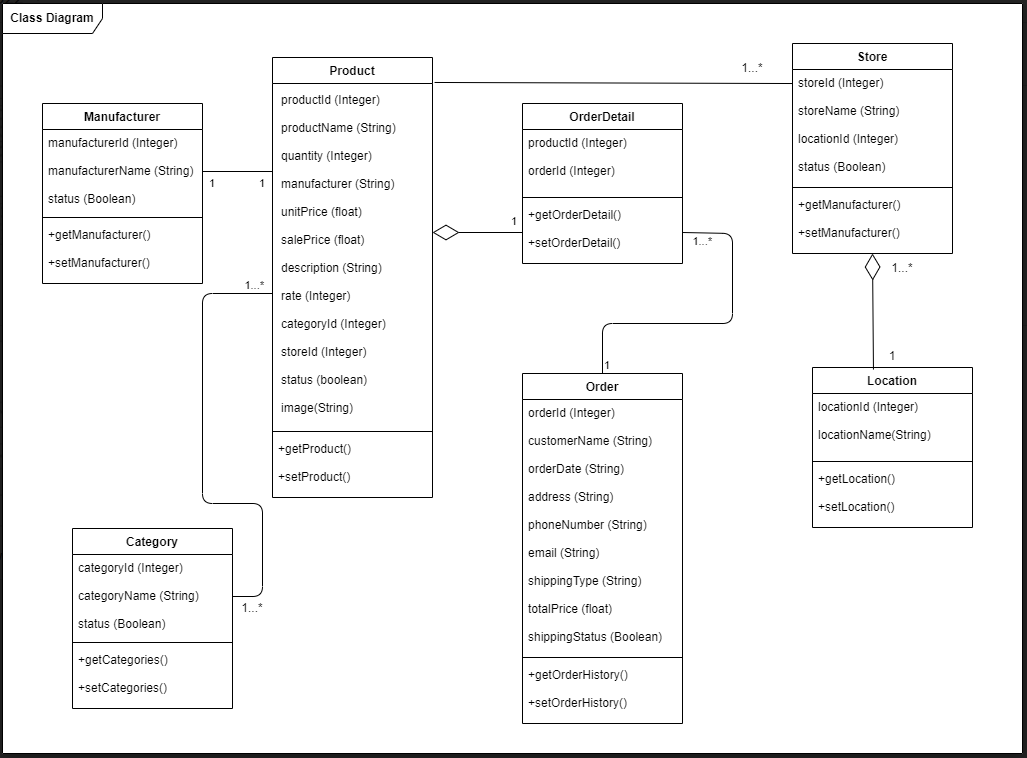 Class Diagram
Manufacturer
manufacturerId (Integer)
manufacturerName (String)
status (Boolean)
+getManufacturer()
+setManufacturer()
1
1
Product
productId (Integer)
productName (String)
quantity (Integer)
manufacturer (String)
unitPrice (float)
salePrice (float)
description (String)
rate (Integer)
categoryId (Integer)
storeId (Integer)
status (boolean)
image(String)
+getProduct()
+setProduct()
1...*
1...*
Category
categoryId (Integer)
categoryName (String)
status (Boolean)
+getCategories()
+setCategories()
1...*
OrderDetail
productId (Integer)
orderId (Integer)
+getOrderDetail()
+setOrderDetail()
1
1...*
1
Order
orderId (Integer)
customerName (String)
orderDate (String)
address (String)
phoneNumber (String)
email (String)
shippingType (String)
totalPrice (float)
shippingStatus (Boolean)
+getOrderHistory()
+setOrderHistory()
Store
storeId (Integer)
storeName (String)
locationId (Integer)
status (Boolean)
+getManufacturer()
+setManufacturer()
1...*
1
Location
locationId (Integer)
locationName(String)
+getLocation()
+setLocation()